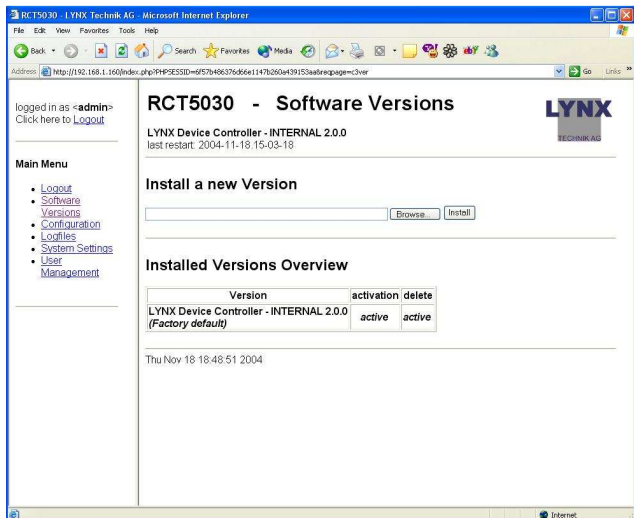 RCT5030 - LYNX Technik AG - Microsoft Internet Explorer
File Edit View Favorites Tools Help
Back Search Favorites Media
Address http://192.168.1.160/index.php?PHPSESSID=6f57b486376d66e1147b260a439153aa&reqpage=c3ver Go Links »
logged in as <admin>
Click here to Logout
Main Menu
Logout
Software
Versions
Configuration
Logfiles
System Settings
User
Management
RCT5030 - Software Versions
LYNX
TECHNIK AG
LYNX Device Controller - INTERNAL 2.0.0
last restart: 2004-11-18.15-03-18
Install a new Version
Browse... Install
Installed Versions Overview
Version activation delete
LYNX Device Controller - INTERNAL 2.0.0
(Factory default) active active
Thu Nov 18 18:48:51 2004
Internet